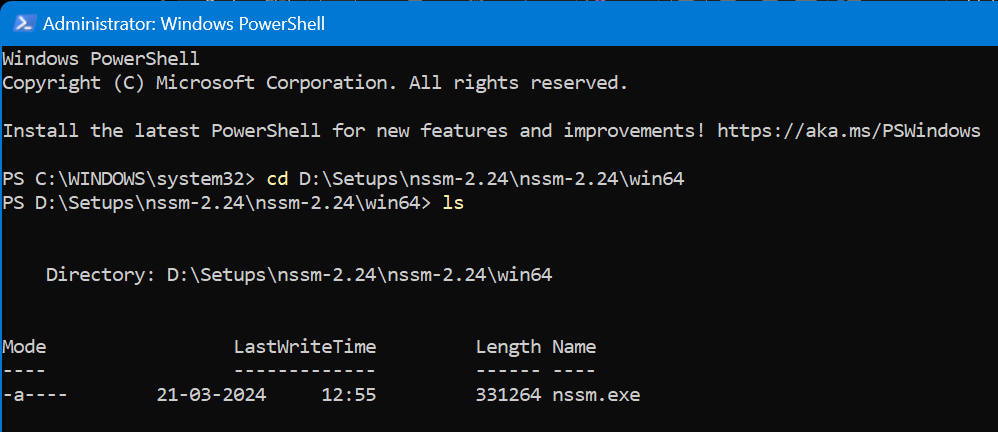 Administrator: Windows PowerShell
Windows PowerShell
Copyright (C) Microsoft Corporation. All rights reserved.
Install the latest PowerShell for new features and improvements! https://aka.ms/PSWindows
PS C:\WINDOWS\system32> cd D:\Setups\nssm-2.24\nssm-2.24\win64
PS D:\Setups\nssm-2.24\nssm-2.24\win64> ls
Directory: D:\Setups\nssm-2.24\nssm-2.24\win64
Mode LastWriteTime Length Name
---- ------------- ------ ----
-a---- 21-03-2024 12:55 331264 nssm.exe